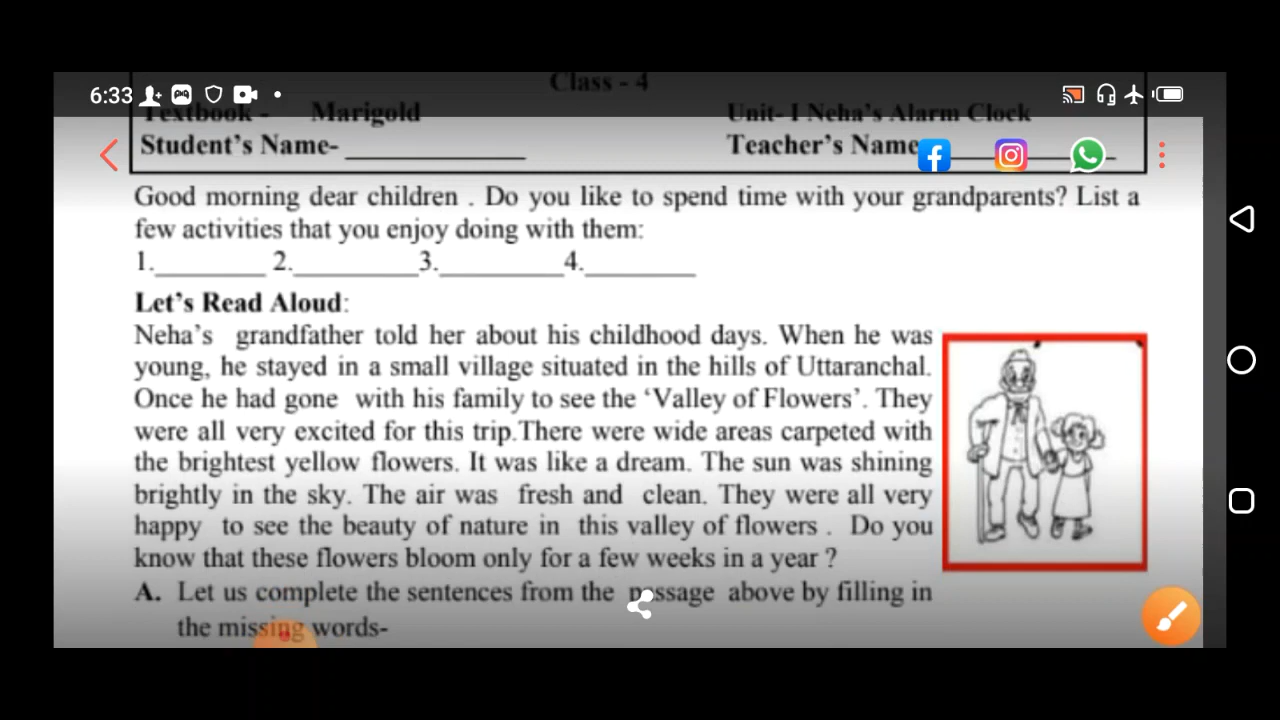 Class - 4
6:33
Textbook - Marigold Unit- I Neha's Alarm Clock
Student's Name- ____________ Teacher's Name
Good morning dear children . Do you like to spend time with your grandparents? List a
few activities that you enjoy doing with them:
1.________ 2._________3._________4.________
Let's Read Aloud:
Neha's grandfather told her about his childhood days. When he was
young, he stayed in a small village situated in the hills of Uttaranchal.
Once he had gone with his family to see the 'Valley of Flowers'. They
were all very excited for this trip.There were wide areas carpeted with
the brightest yellow flowers. It was like a dream. The sun was shining
brightly in the sky. The air was fresh and clean. They were all very
happy to see the beauty of nature in this valley of flowers . Do you
know that these flowers bloom only for a few weeks in a year ?
A. Let us complete the sentences from the passage above by filling in
the missing words-